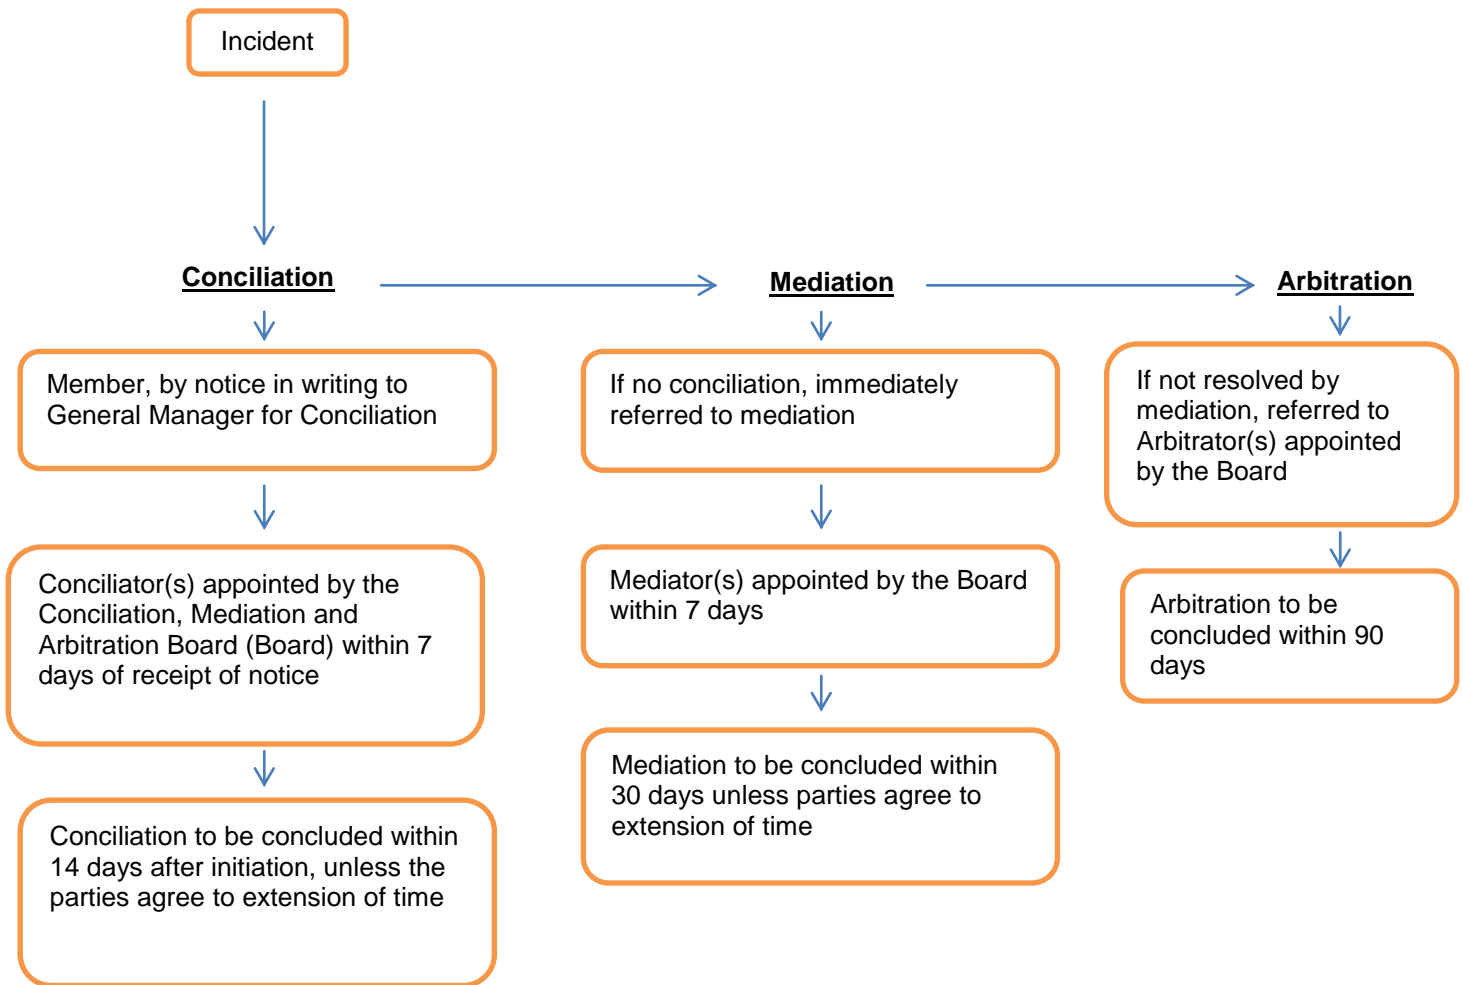 Incident
Conciliation
Member, by notice in writing to
General Manager for Conciliation
Conciliator(s) appointed by the
Conciliation, Mediation and
Arbitration Board (Board) within 7
days of receipt of notice
Conciliation to be concluded within
14 days after initiation, unless the
parties agree to extension of time
Mediation
If no conciliation, immediately
referred to mediation
Mediator(s) appointed by the Board
within 7 days
Mediation to be concluded within
30 days unless parties agree to
extension of time
Arbitration
If not resolved by
mediation, referred to
Arbitrator(s) appointed
by the Board
Arbitration to be
concluded within 90
days